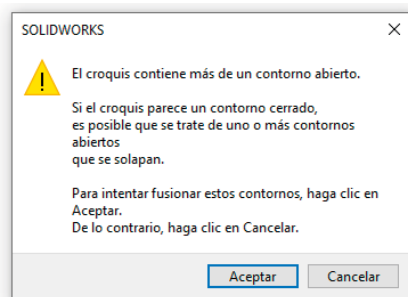 SOLIDWORKS
El croquis contiene más de un contorno abierto.
Si el croquis parece un contorno cerrado,
es posible que se trate de uno o más contornos
abiertos
que se solapan.
Para intentar fusionar estos contornos, haga clic en
Aceptar.
De lo contrario, haga clic en Cancelar.
Aceptar Cancelar